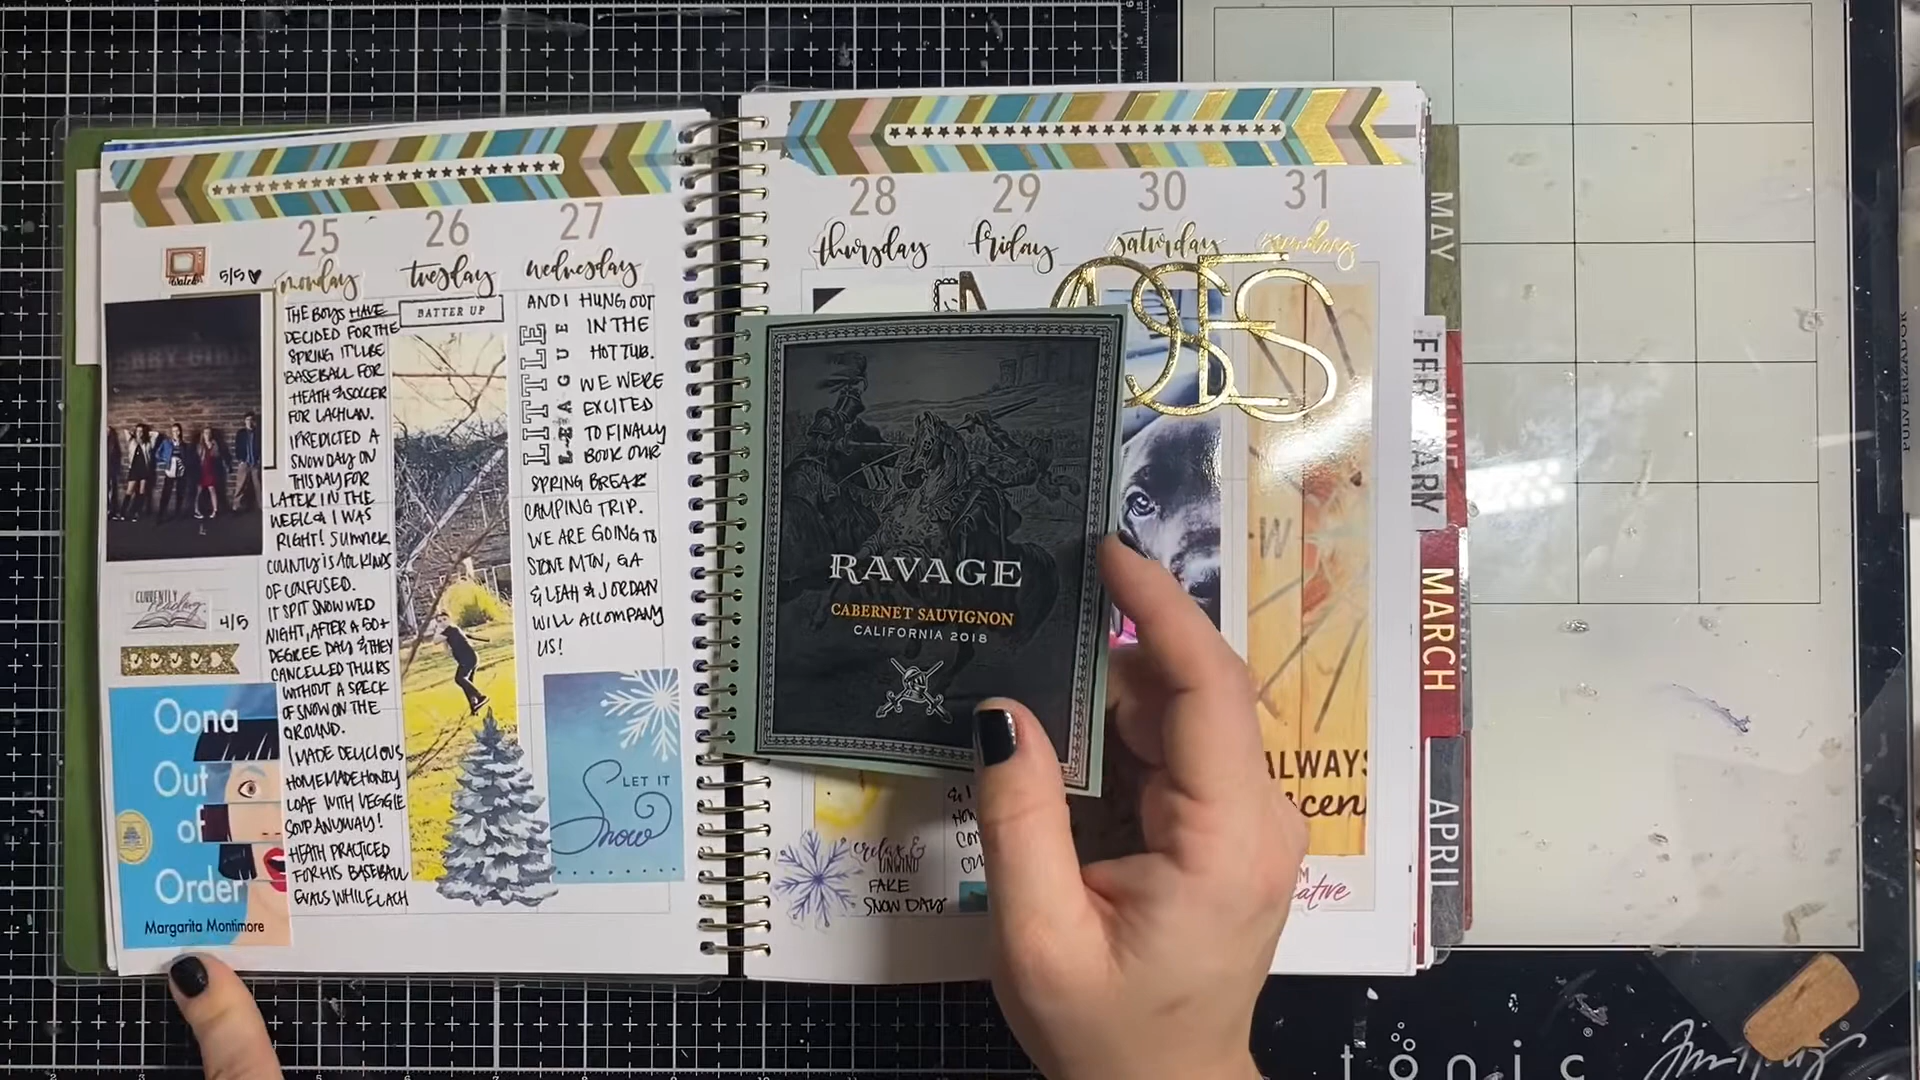 25
26
27
monday
tuesday
wednesday
Watch
5/5
BATTER UP
THE BOYS HAVE
DECIDED FOR THE
SPRING IT'LL BE
BASEBALL FOR
HEATH & SOCCER
FOR LACHLAN.
I PREDICTED A
SNOW DAY ON
THIS DAY FOR
LATER IN THE
WEEK & I WAS
RIGHT! SUMNER
COUNTY IS ALL KINDS
OF CONFUSED.
IT SPIT SNOW WED
NIGHT, AFTER A 50+
DEGREE DAY & THEY
CANCELLED THURS
WITHOUT A SPECK
OF SNOW ON THE
GROUND.
I MADE DELICIOUS
HOMEMADE HONEY
LOAF WITH VEGGIE
SOUP ANYWAY!
HEATH PRACTICED
FOR HIS BASEBALL
EVALS WHILE LACH
AND I HUNG OUT
IN THE
HOT TUB.
WE WERE
EXCITED
TO FINALLY
BOOK OUR
SPRING BREAK
CAMPING TRIP.
WE ARE GOING TO
STONE MTN, GA
& LEAH & JORDAN
WILL ACCOMPANY
US!
LITTLE
LEAGUE
CURRENTLY
reading
4/5
Oona
Out
of
Order
Margarita Montimore
LET IT
Snow
28
29
30
31
thursday
friday
saturday
sunday
RAVAGE
CABERNET SAUVIGNON
CALIFORNIA 2018
W
ALWAYS
relax &
UNWIND
FAKE
SNOW DAY
& I
MAY
MARCH
APRIL
tonic